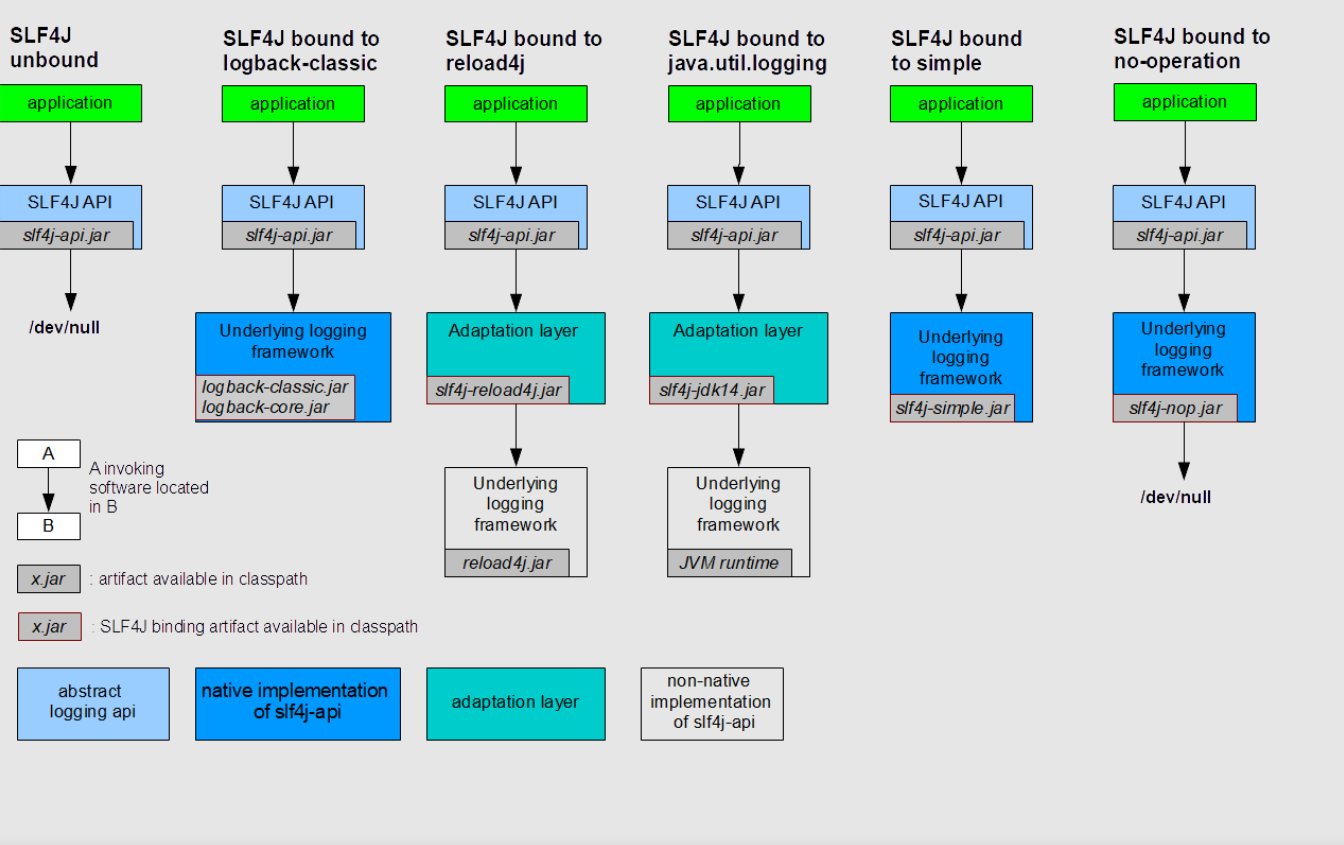 SLF4J
unbound
application
SLF4J API
slf4j-api.jar
/dev/null
SLF4J bound to
logback-classic
application
SLF4J API
slf4j-api.jar
Underlying logging
framework
logback-classic.jar
logback-core.jar
SLF4J bound to
reload4j
application
SLF4J API
slf4j-api.jar
Adaptation layer
slf4j-reload4j.jar
Underlying
logging
framework
reload4j.jar
SLF4J bound to
java.util.logging
application
SLF4J API
slf4j-api.jar
Adaptation layer
slf4j-jdk14.jar
Underlying
logging
framework
JVM runtime
SLF4J bound
to simple
application
SLF4J API
slf4j-api.jar
Underlying
logging
framework
slf4j-simple.jar
SLF4J bound to
no-operation
application
SLF4J API
slf4j-api.jar
Underlying
logging
framework
slf4j-nop.jar
/dev/null
A
B
A invoking
software located
in B
x.jar : artifact available in classpath
x.jar : SLF4J binding artifact available in classpath
abstract
logging api
native implementation
of slf4j-api
adaptation layer
non-native
implementation
of slf4j-api